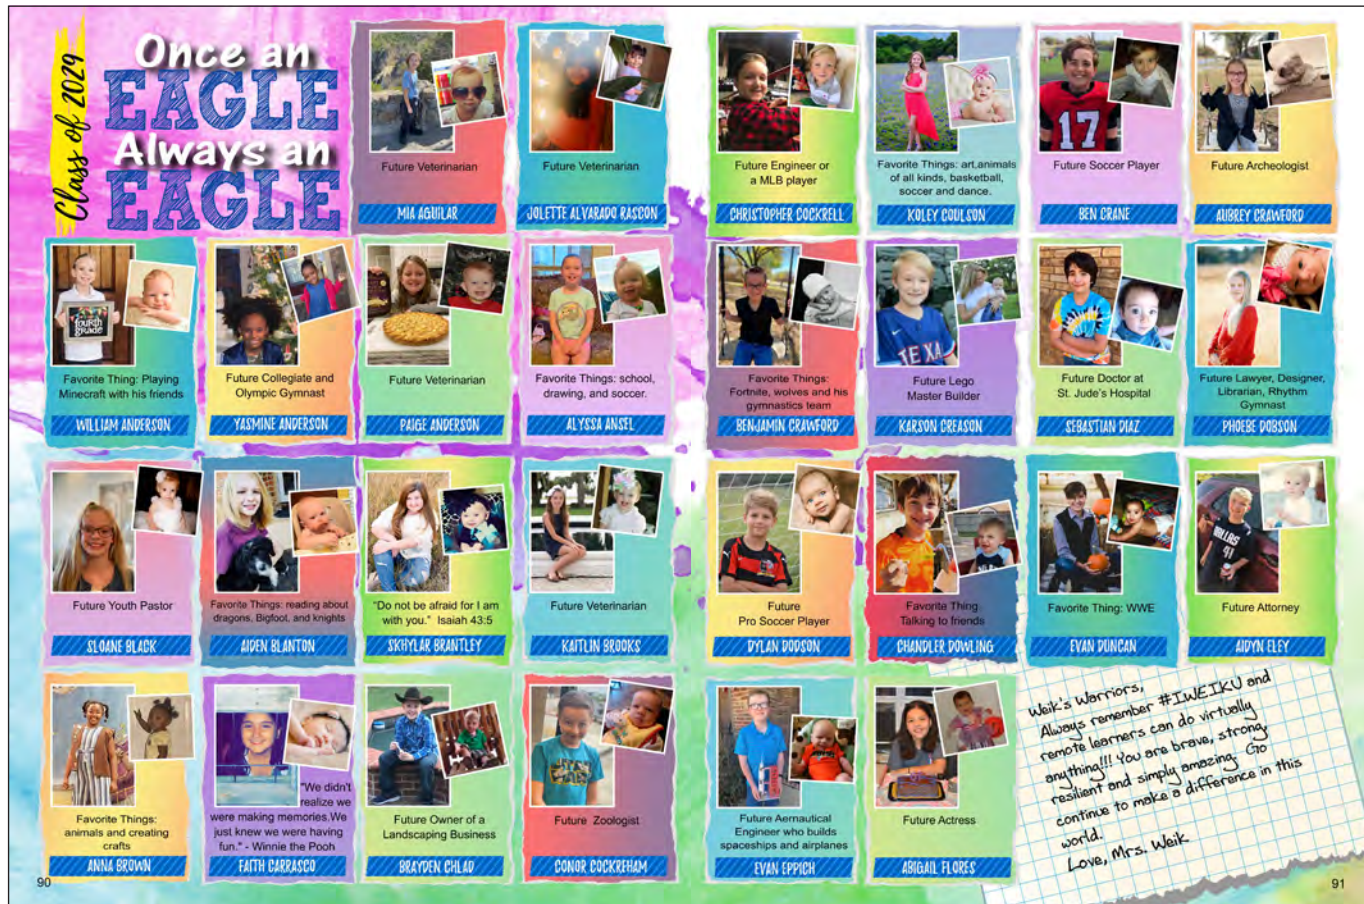 Class of 2029
Once an
EAGLE
Always an
EAGLE
Future Veterinarian
MIA AGUILAR
Future Veterinarian
JOLETTE ALVARADO RASCON
Future Engineer or
a MLB player
CHRISTOPHER COCKRELL
Favorite Things: art,animals
of all kinds, basketball,
soccer and dance.
KOLEY COULSON
17
Future Soccer Player
BEN CRANE
Future Archeologist
AUBREY CRAWFORD
fourth
grade
Favorite Thing: Playing
Minecraft with his friends
WILLIAM ANDERSON
Future Collegiate and
Olympic Gymnast
YASMINE ANDERSON
Future Veterinarian
PAIGE ANDERSON
Favorite Things: school,
drawing, and soccer.
ALYSSA ANSEL
Favorite Things:
Fortnite, wolves and his
gymnastics team
BENJAMIN CRAWFORD
TEXA
Future Lego
Master Builder
KARSON CREASON
Future Doctor at
St. Jude's Hospital
SEBASTIAN DIAZ
Future Lawyer, Designer,
Librarian, Rhythm
Gymnast
PHOEBE DOBSON
Future Youth Pastor
SLOANE BLACK
Favorite Things: reading about
dragons, Bigfoot, and knights
AIDEN BLANTON
"Do not be afraid for I am
with you."  Isaiah 43:5
SKHYLAR BRANTLEY
Future Veterinarian
KAITLIN BROOKS
Future
Pro Soccer Player
DYLAN DODSON
Favorite Thing
Talking to friends
CHANDLER DOWLING
Favorite Thing: WWE
EVAN DUNCAN
DALLAS
41
Future Attorney
AIDYN ELEY
Favorite Things:
animals and creating
crafts
ANNA BROWN
"We didn't
realize we
were making memories.We
just knew we were having
fun." - Winnie the Pooh
FAITH CARRASCO
Future Owner of a
Landscaping Business
BRAYDEN CHLAD
Future  Zoologist
CONOR COCKREHAM
Future Aernautical
Engineer who builds
spaceships and airplanes
EVAN EPPICH
Future Actress
ABIGAIL FLORES
Weik's Warriors,
Always remember #IWEIKU and
remote learners can do virtually
anything!!! You are brave, strong
resilient and simply amazing  Go
continue to make a difference in this
world.
Love, Mrs. Weik
90
91